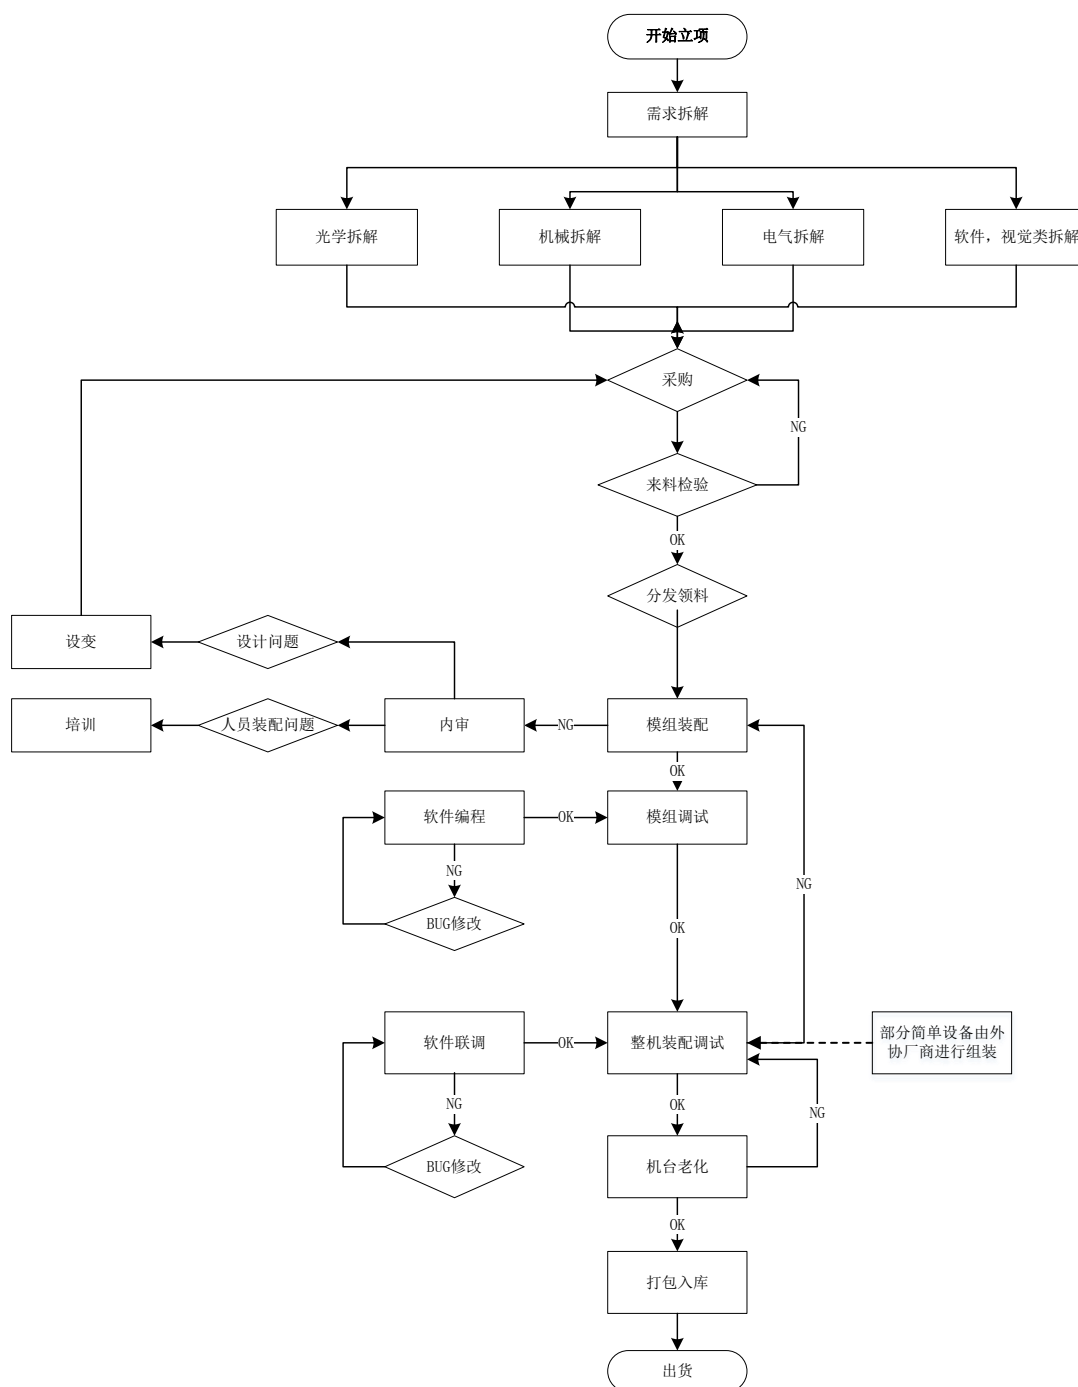 开始立项
需求拆解
光学拆解
机械拆解
电气拆解
软件，视觉类拆解
采购
NG
来料检验
OK
分发领料
设变
设计问题
培训
人员装配问题
内审
NG
模组装配
OK
软件编程
OK
模组调试
NG
NG
BUG修改
OK
软件联调
OK
整机装配调试
部分简单设备由外
协厂商进行组装
NG
OK
NG
BUG修改
机台老化
OK
打包入库
出货